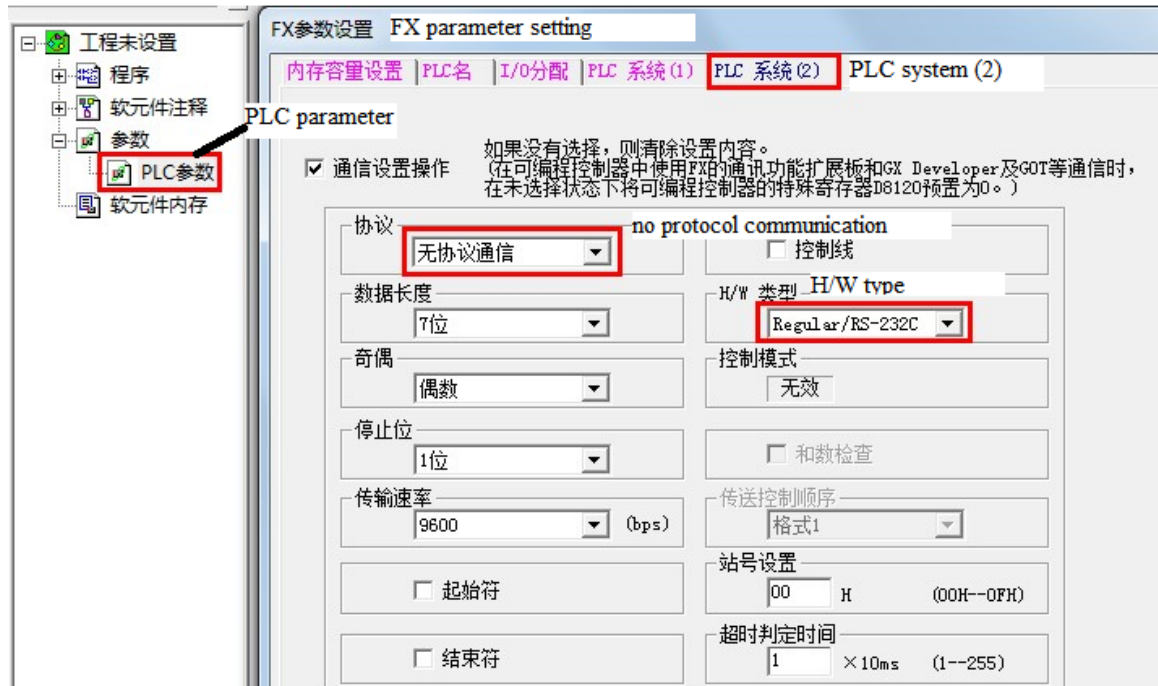 工程未设置
程序
软元件注释
参数
PLC参数
软元件内存
PLC parameter
FX参数设置 FX parameter setting
内存容量设置 PLC名 I/O分配 PLC 系统(1) PLC 系统(2) PLC system (2)
通信设置操作
如果没有选择，则清除设置内容。
(在可编程控制器中使用FX的通讯功能扩展板和GX Developer及GOT等通信时，
在未选择状态下将可编程控制器的特殊寄存器D8120预置为0。)
协议
无协议通信
no protocol communication
控制线
数据长度
7位
H/W 类型 H/W type
Regular/RS-232C
奇偶
偶数
控制模式
无效
停止位
1位
和数检查
传输速率
9600 (bps)
传送控制顺序
格式1
起始符
站号设置
00 H (00H--0FH)
结束符
超时判定时间
1 ×10ms (1--255)